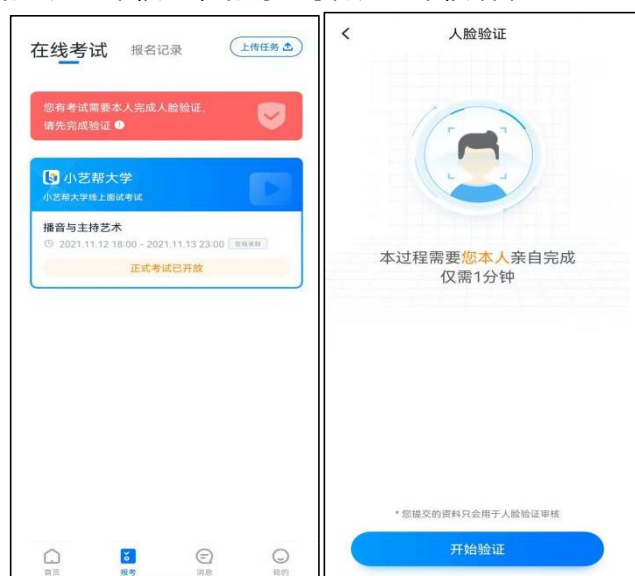 在线考试
报名记录
上传任务
您有考试需要本人完成人脸验证,
请先完成验证
小艺帮大学
小艺帮大学线上面试考试
播音与主持艺术
2021.11.12 18:00 - 2021.11.13 23:00
正式考试已开放
首页
报考
消息
我的
人脸验证
本过程需要您本人亲自完成
仅需1分钟
*您提交的资料只会用于人脸验证审核
开始验证